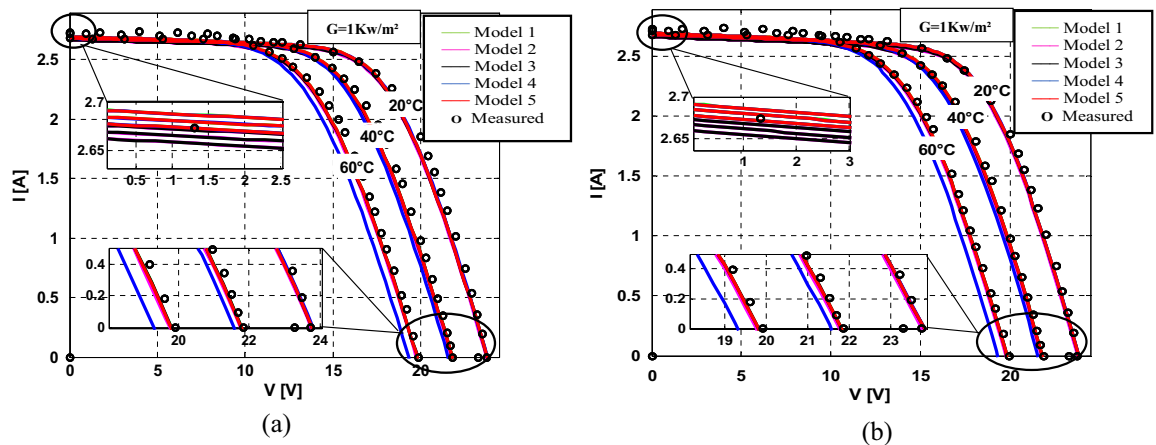 G=1Kw/m²
Model 1
Model 2
Model 3
Model 4
Model 5
Measured
20°C
40°C
60°C
2.7
2.65
0.5 1 1.5 2 2.5
0.4
0.2
0
20 22 24
I [A]
2.5
2
1.5
1
0.5
0
0 5 10 15 20
V [V]
(a)
G=1Kw/m²
Model 1
Model 2
Model 3
Model 4
Model 5
Measured
20°C
40°C
60°C
2.7
2.65
1 2 3
0.4
0.2
0
19 20 21 22 23
I [A]
2.5
2
1.5
1
0.5
0
0 5 10 15 20
V [V]
(b)